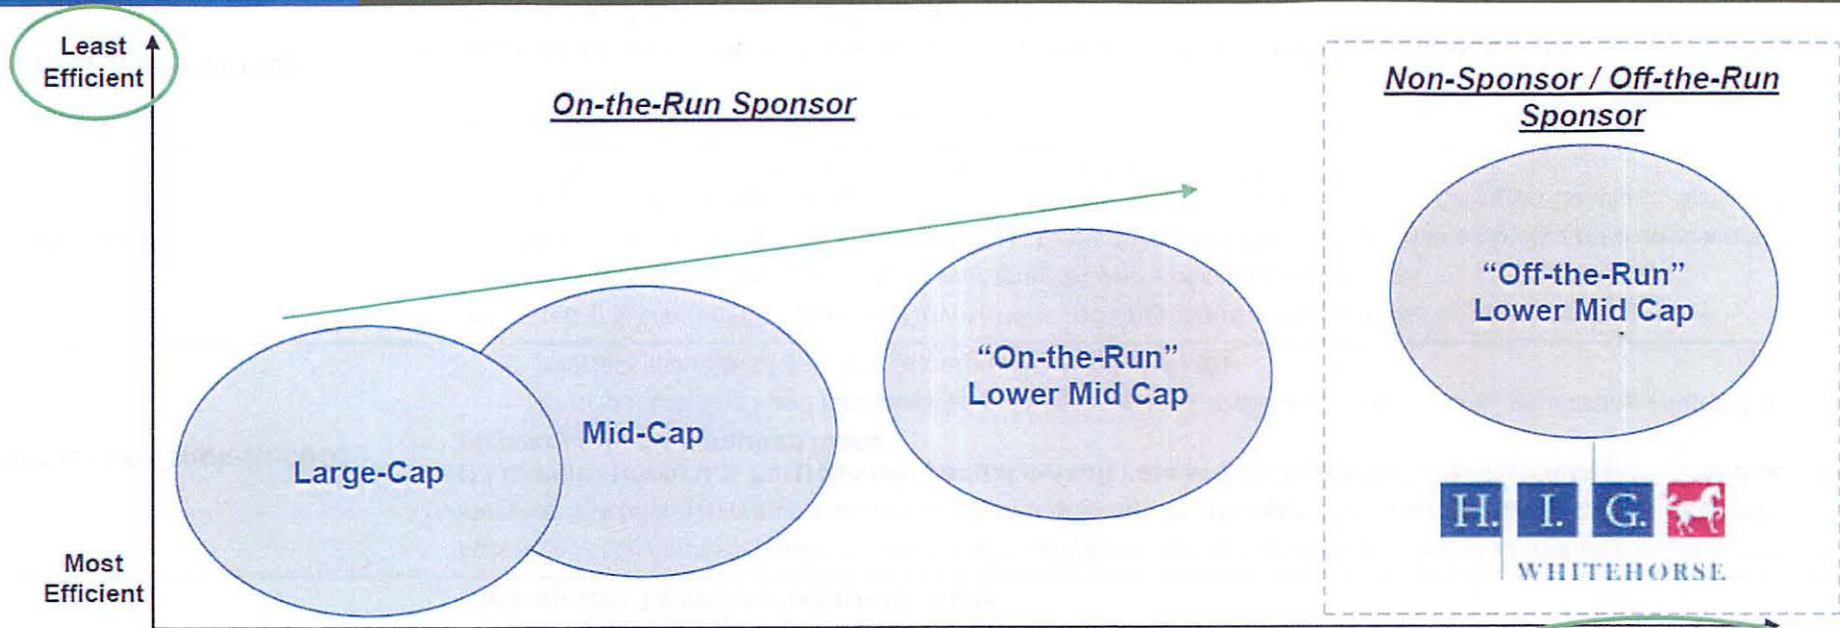 Least
Efficient
On-the-Run Sponsor
Non-Sponsor / Off-the-Run
Sponsor
"Off-the-Run"
Lower Mid Cap
"On-the-Run"
Lower Mid Cap
Mid-Cap
Large-Cap
H. I. G.
WHITEHORSE
Most
Efficient